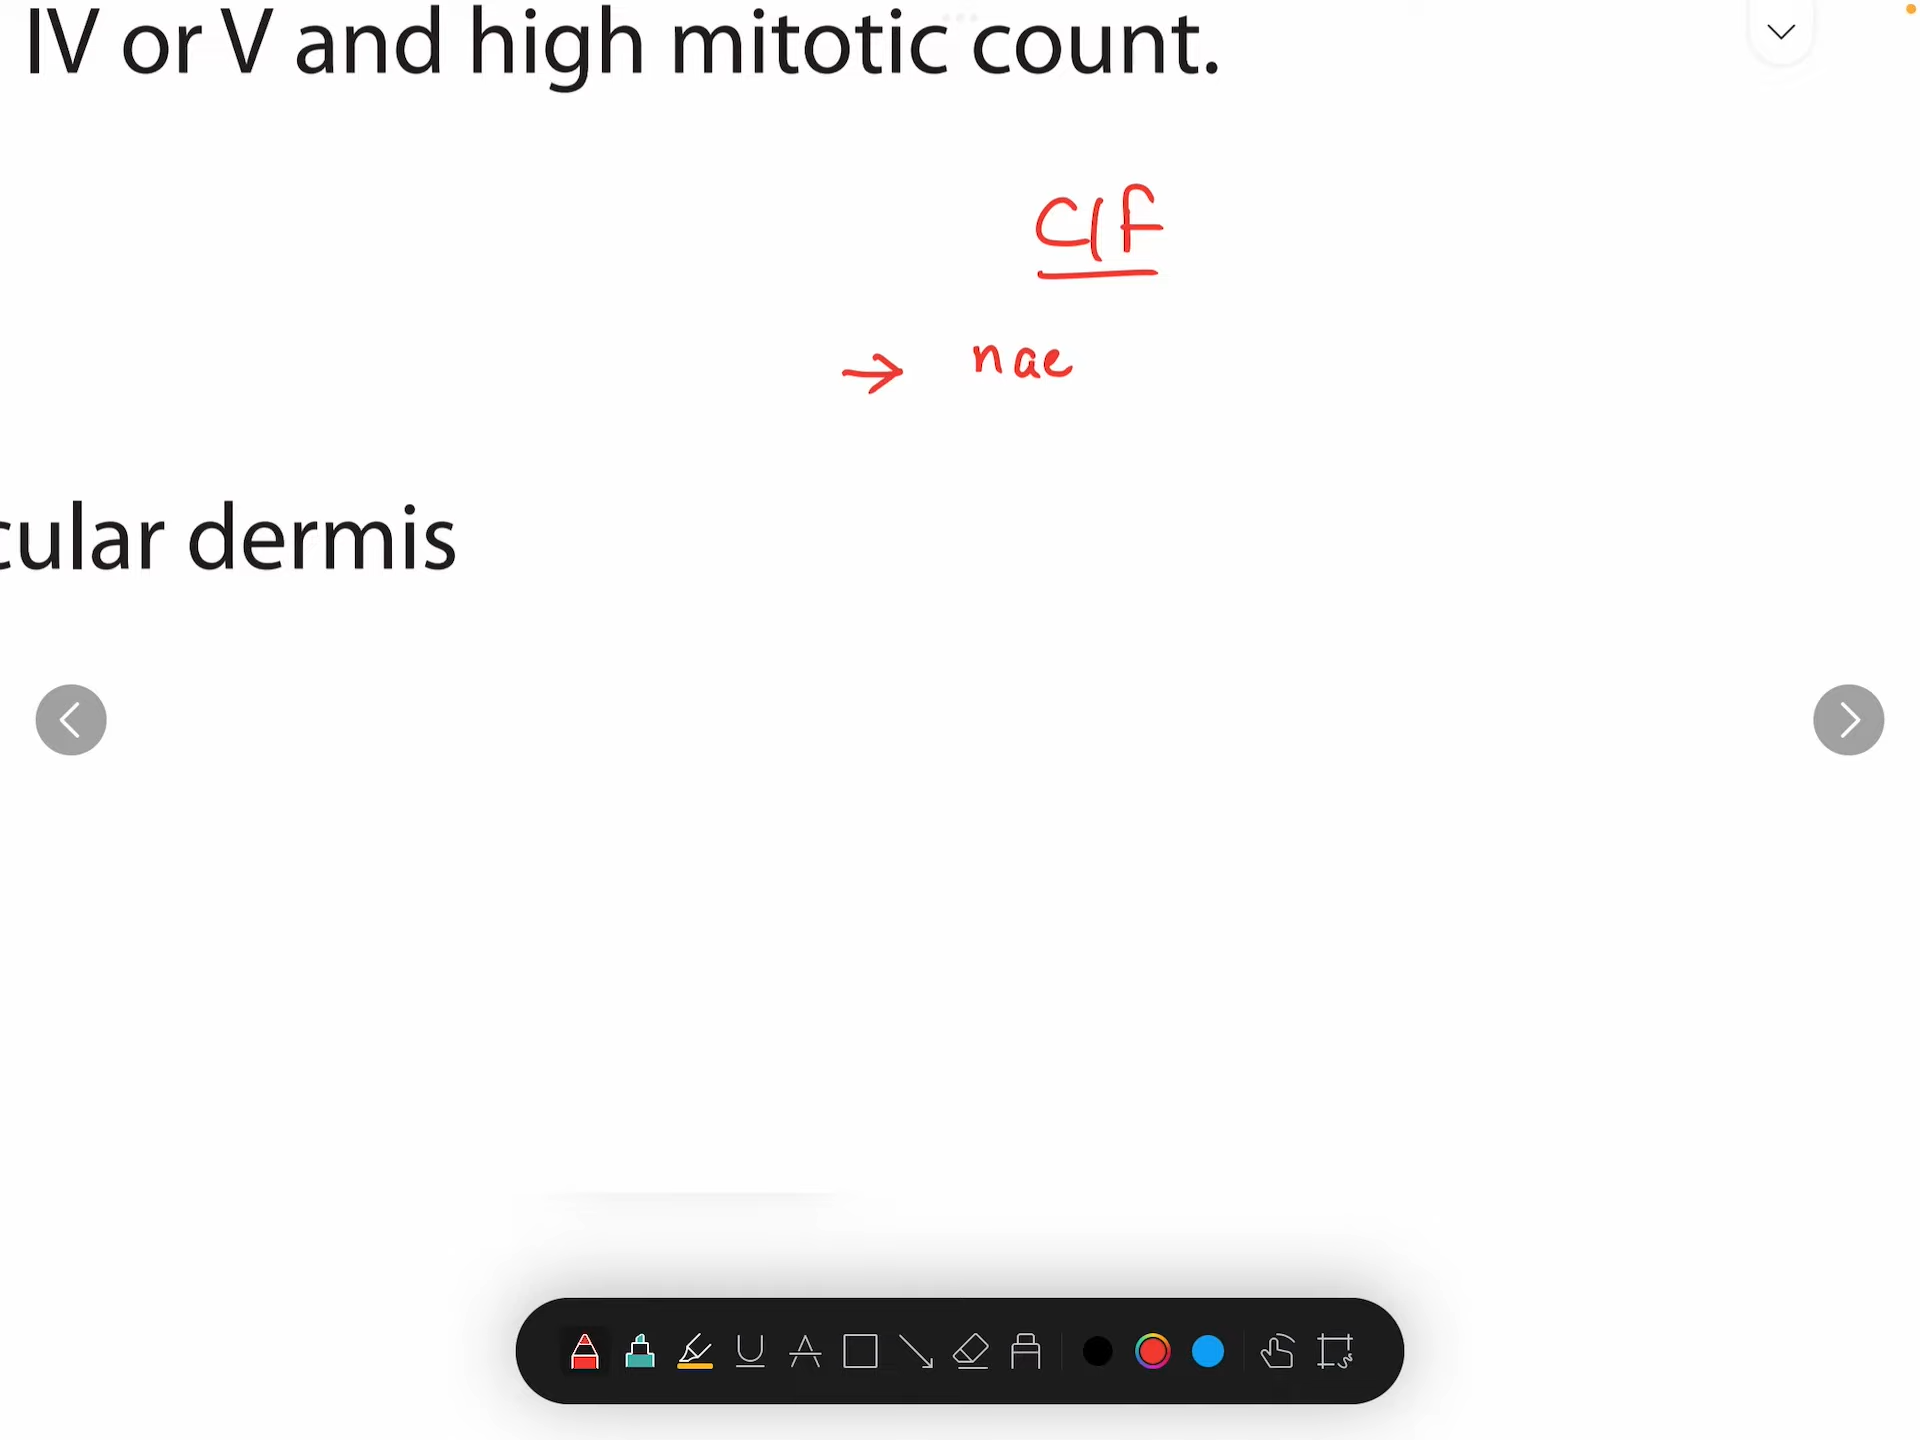 IV or V and high mitotic count.
C/F
→ nae
cular dermis